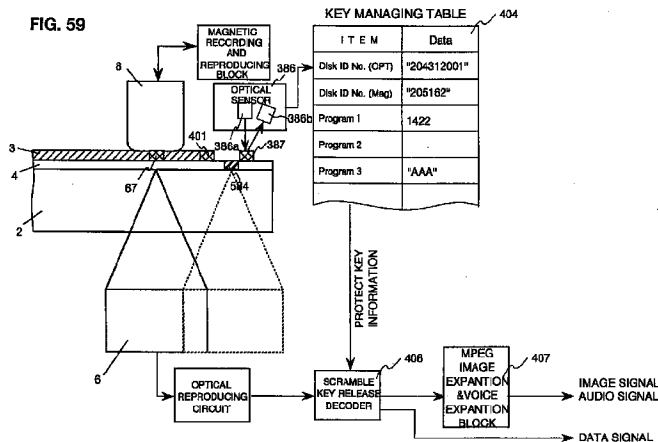 FIG. 59
KEY MANAGING TABLE
404
ITEM Data
Disk ID No. (OPT) "204312001"
Disk ID No. (Mag) "205162"
Program 1 1422
Program 2
Program 3 "AAA"
MAGNETIC
RECORDING
AND
REPRODUCING
BLOCK
8
386
OPTICAL
SENSOR
386b
386a
387
401
3
4
67
584
2
PROTECT KEY
INFORMATION
6
OPTICAL
REPRODUCING
CIRCUIT
406
SCRAMBLE
KEY RELEASE
DECODER
407
MPEG
IMAGE
EXPANTION
&VOICE
EXPANTION
BLOCK
IMAGE SIGNAL
AUDIO SIGNAL
DATA SIGNAL